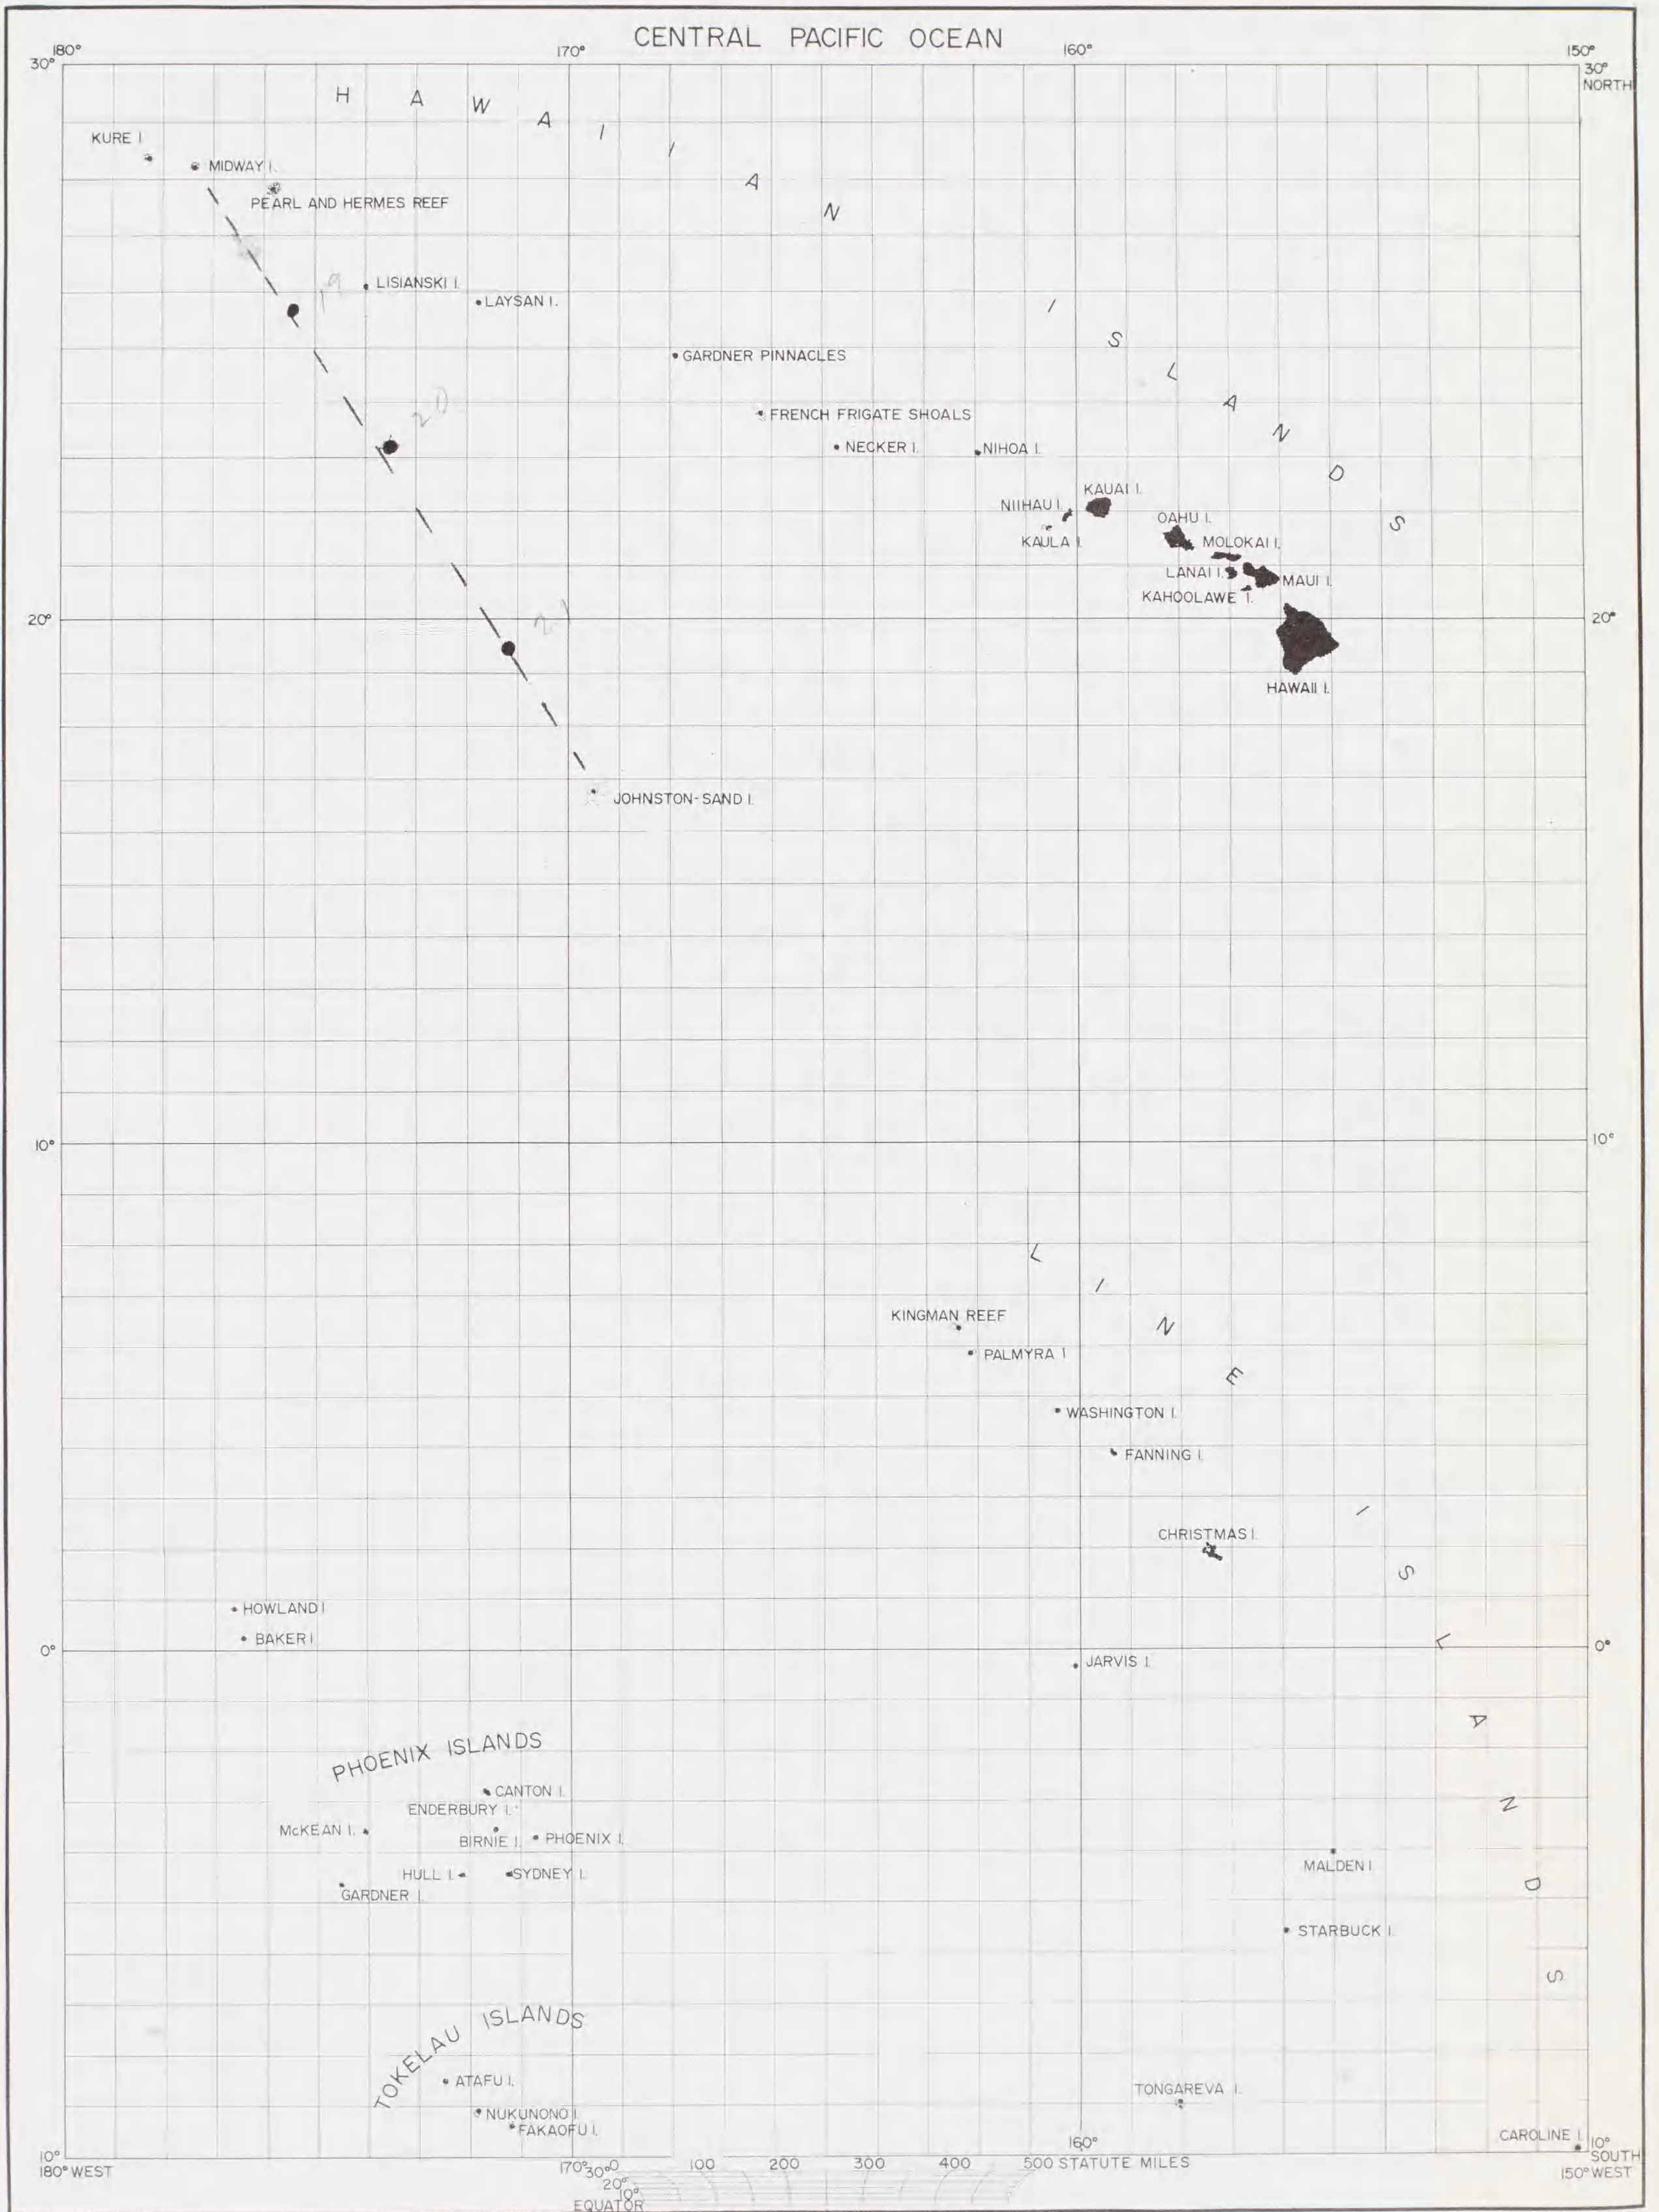 CENTRAL PACIFIC OCEAN
180° 170° 160° 150°
30° 30°
NORTH
HAWAIIAN
KURE I.
MIDWAY I.
PEARL AND HERMES REEF
19
LISIANSKI I.
LAYSAN I.
ISLANDS
GARDNER PINNACLES
20
FRENCH FRIGATE SHOALS
NECKER I.
NIHOA I.
KAUAI I.
NIIHAU I.
OAHU I.
KAULA I.
MOLOKAI I.
LANAI I.
MAUI I.
KAHOOLAWE I.
20° 20°
21
HAWAII I.
JOHNSTON-SAND I.
10° 10°
LINE
KINGMAN REEF
PALMYRA I.
WASHINGTON I.
FANNING I.
ISLANDS
CHRISTMAS I.
HOWLAND I
BAKER I
0° 0°
JARVIS I.
PHOENIX ISLANDS
CANTON I.
ENDERBURY I.
McKEAN I.
BIRNIE I.
PHOENIX I.
HULL I.
SYDNEY I.
GARDNER I.
MALDEN I.
STARBUCK I.
TOKELAU ISLANDS
ATAFU I.
NUKUNONO I.
FAKAOFU I.
TONGAREVA I.
CAROLINE I.
10° 160° 10°
SOUTH
180° WEST 170° 150° WEST
30° 0 100 200 300 400 500 STATUTE MILES
20°
10°
EQUATOR